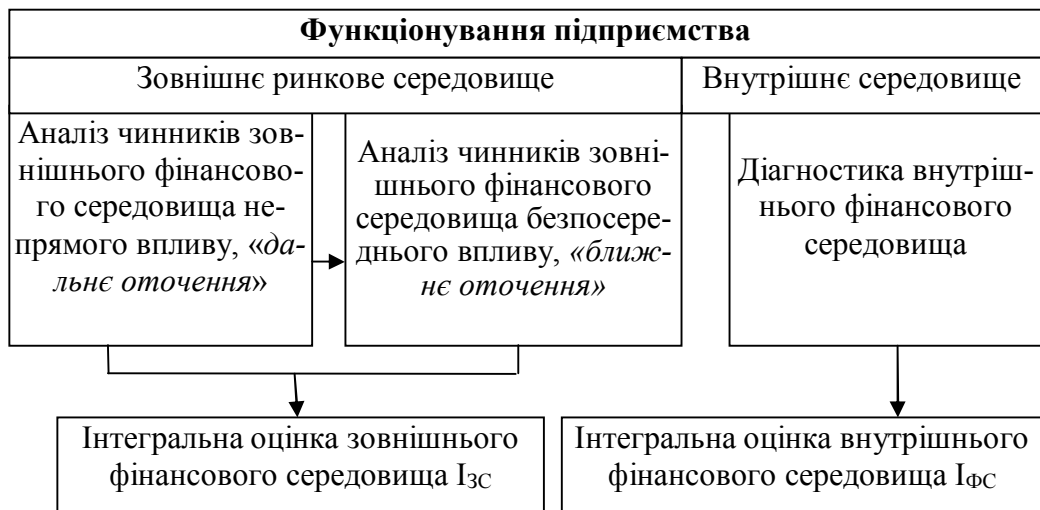 Функціонування підприємства
Зовнішнє ринкове середовище
Внутрішнє середовище
Аналіз чинників зов-
нішнього фінансово-
го середовища не-
прямого впливу, «да-
льнє оточення»
Аналіз чинників зовні-
шнього фінансового
середовища безпосере-
днього впливу, «ближ-
нє оточення»
Діагностика внутріш-
нього фінансового
середовища
Інтегральна оцінка зовнішнього
фінансового середовища ІЗС
Інтегральна оцінка внутрішнього
фінансового середовища ІФС